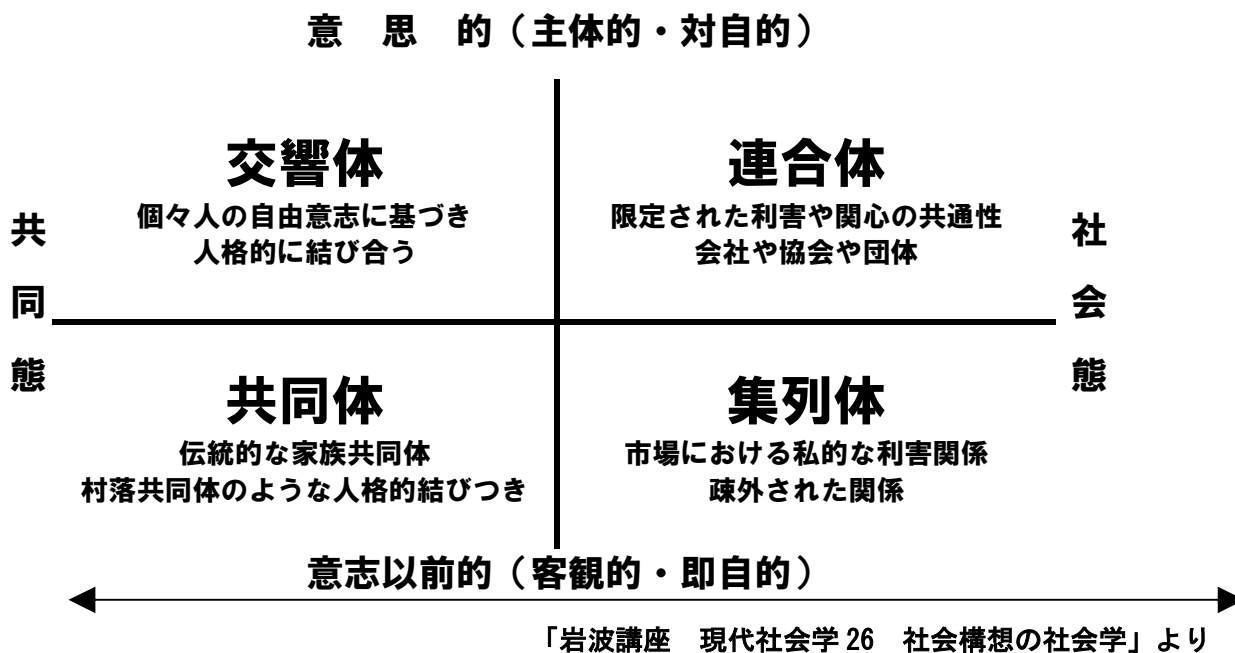 意　思　的（主体的・対自的）
共同態
交響体
個々人の自由意志に基づき
人格的に結び合う
連合体
限定された利害や関心の共通性
会社や協会や団体
社会態
共同体
伝統的な家族共同体
村落共同体のような人格的結びつき
集列体
市場における私的な利害関係
疎外された関係
意志以前的（客観的・即自的）
「岩波講座　現代社会学26　社会構想の社会学」より